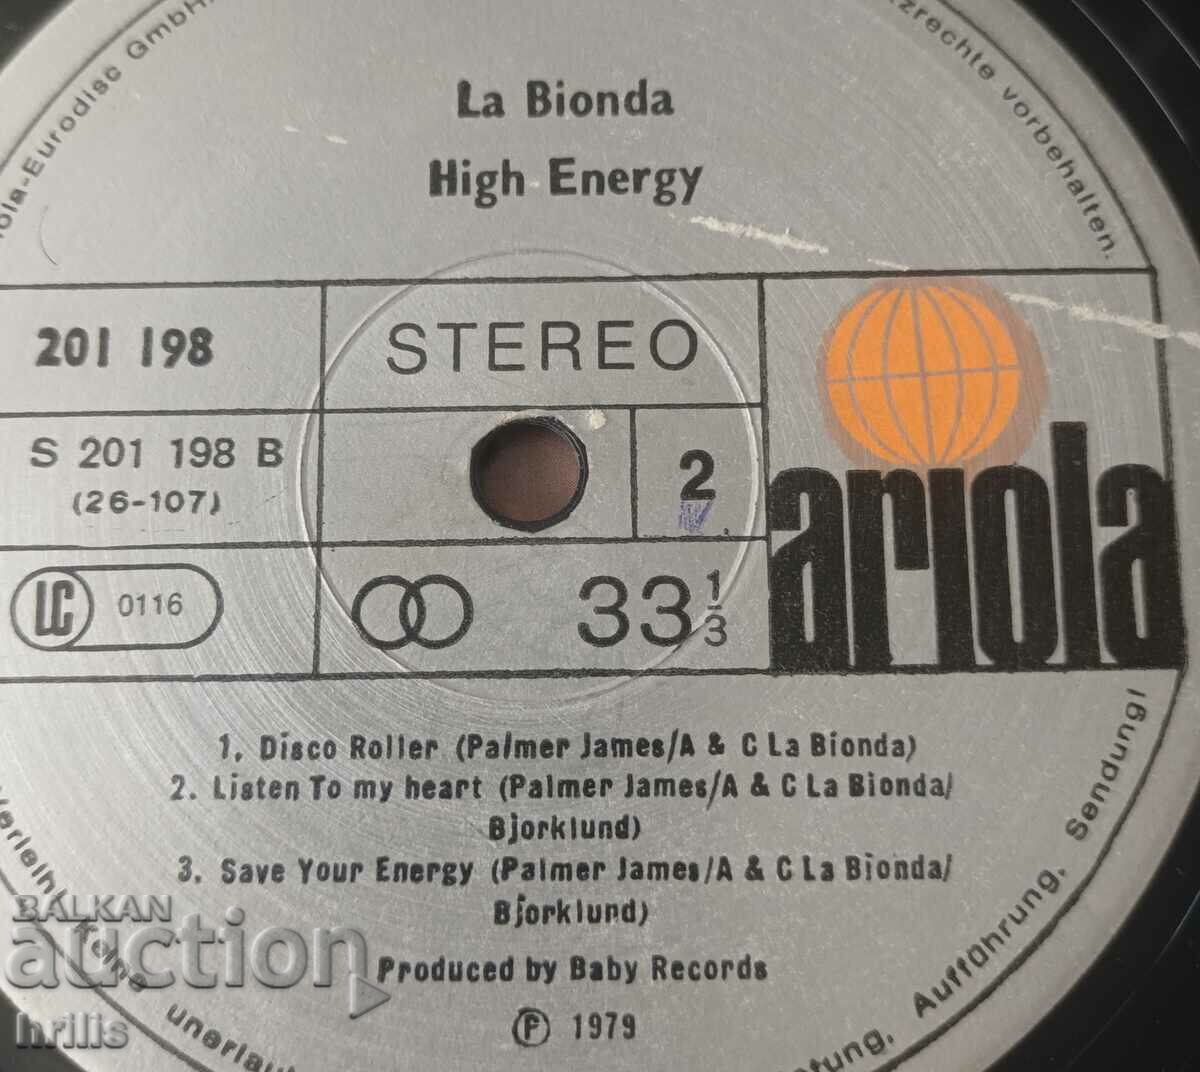 La Bionda
High Energy
201 198
STEREO
S 201 198 B
(26-107)
2
LC 0116
33 1/3
ariola
1. Disco Roller (Palmer James/A & C La Bionda)
2. Listen To my heart (Palmer James/A & C La Bionda/
Bjorklund)
3. Save Your Energy (Palmer James/A & C La Bionda/
Bjorklund)
Produced by Baby Records
Ⓟ 1979
-Eurodisc GmbH
vorbehalten.
Keine
Aufführung, Sendung!
BALKAN
auction
hrilis